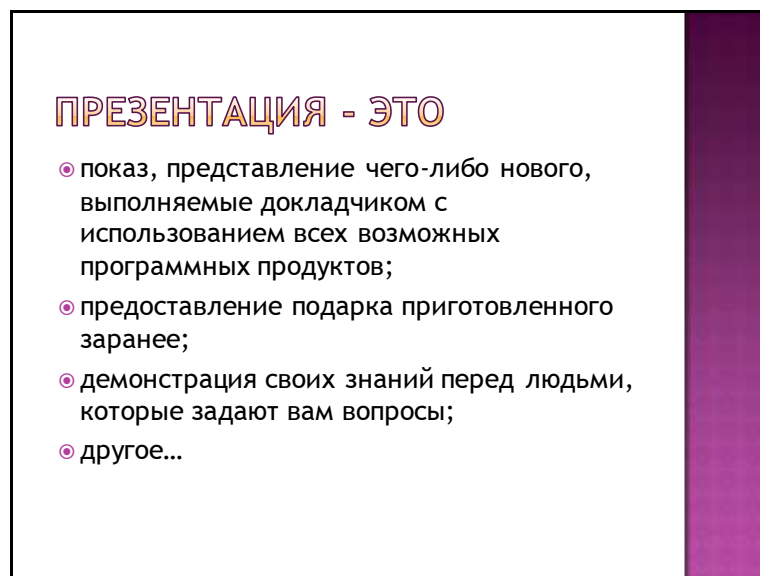 ПРЕЗЕНТАЦИЯ - ЭТО
показ, представление чего-либо нового,
выполняемые докладчиком с
использованием всех возможных
программных продуктов;
предоставление подарка приготовленного
заранее;
демонстрация своих знаний перед людьми,
которые задают вам вопросы;
другое…